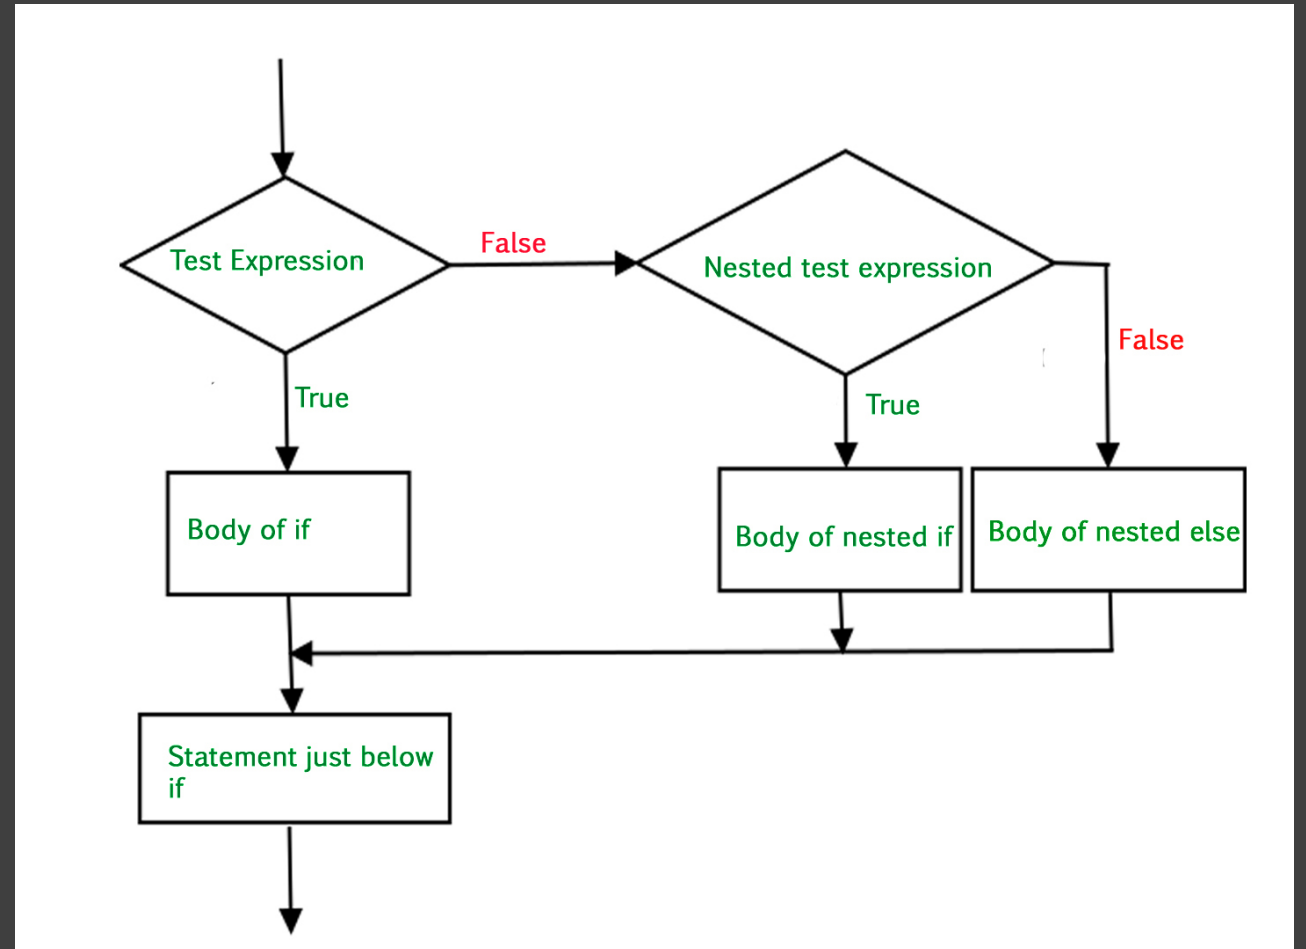 Test Expression
False
Nested test expression
False
True
True
Body of if
Body of nested if
Body of nested else
Statement just below
if